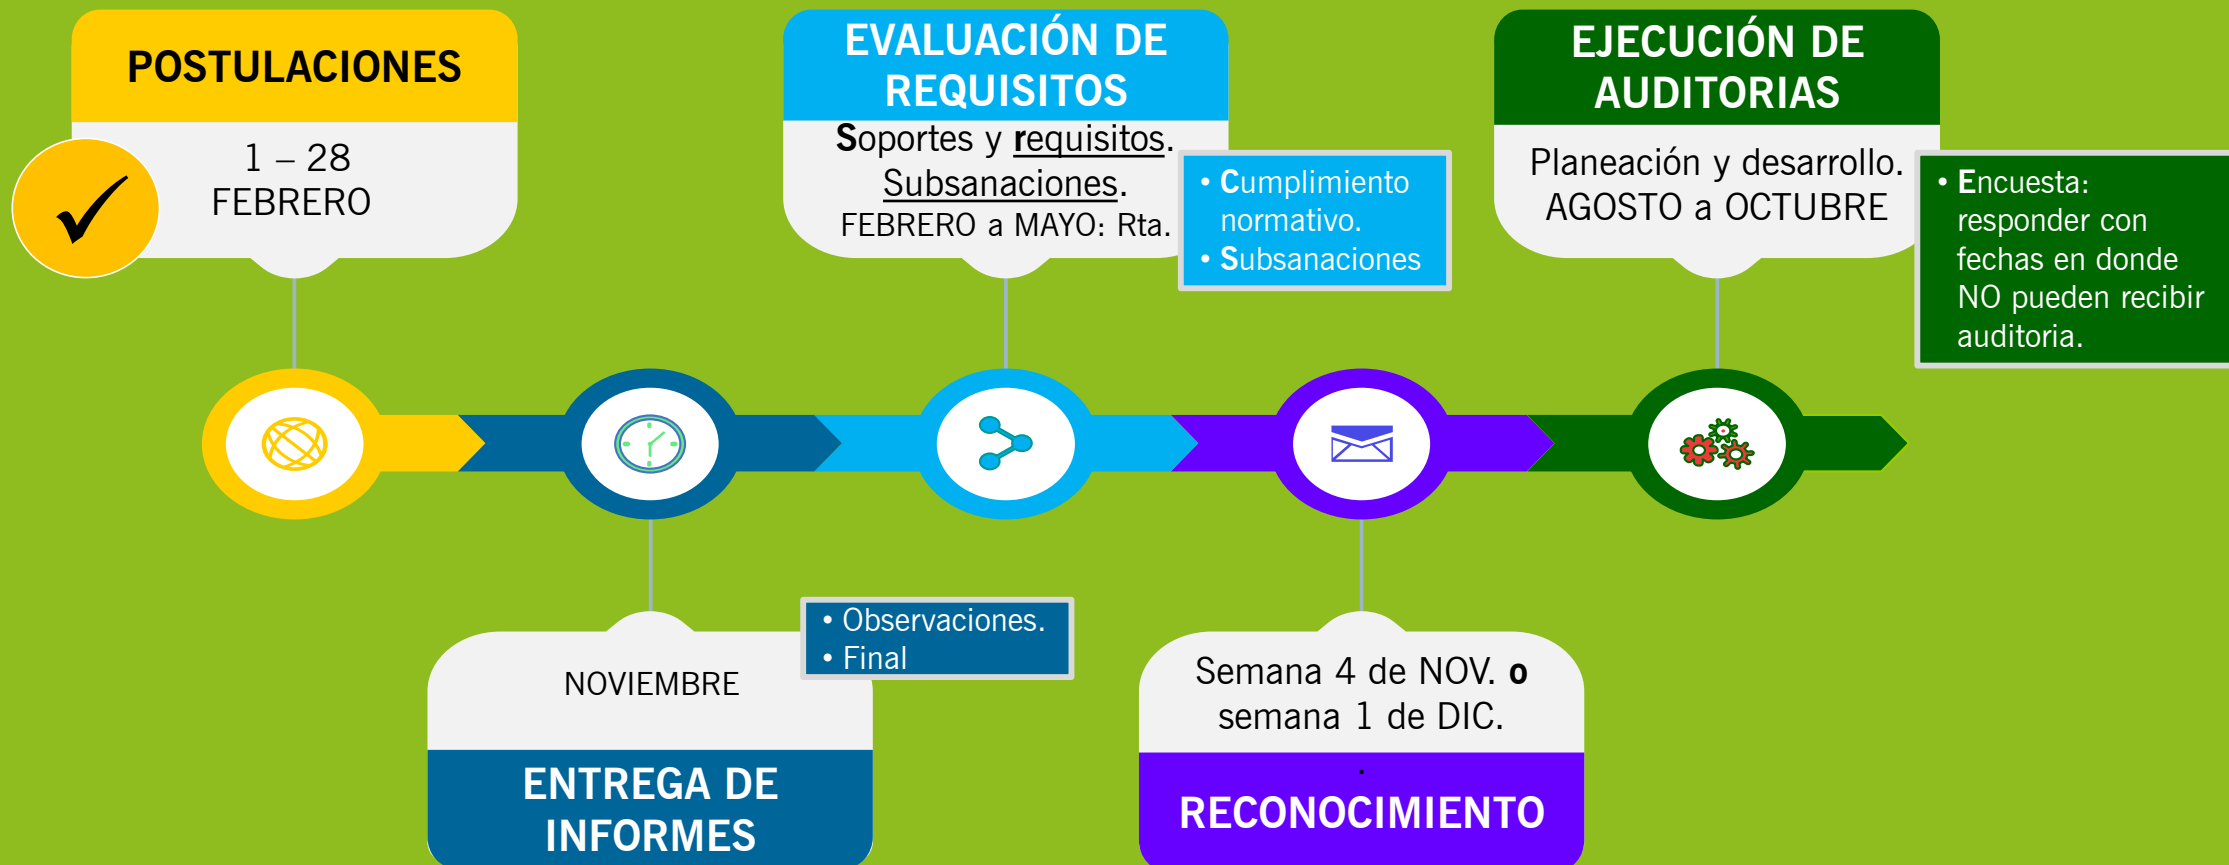 POSTULACIONES
1 – 28
FEBRERO
EVALUACIÓN DE
REQUISITOS
Soportes y requisitos.
Subsanaciones.
FEBRERO a MAYO: Rta.
• Cumplimiento
normativo.
• Subsanaciones
EJECUCIÓN DE
AUDITORIAS
Planeación y desarrollo.
AGOSTO a OCTUBRE
• Encuesta:
responder con
fechas en donde
NO pueden recibir
auditoria.
NOVIEMBRE
• Observaciones.
• Final
ENTREGA DE
INFORMES
Semana 4 de NOV. o
semana 1 de DIC.
.
RECONOCIMIENTO